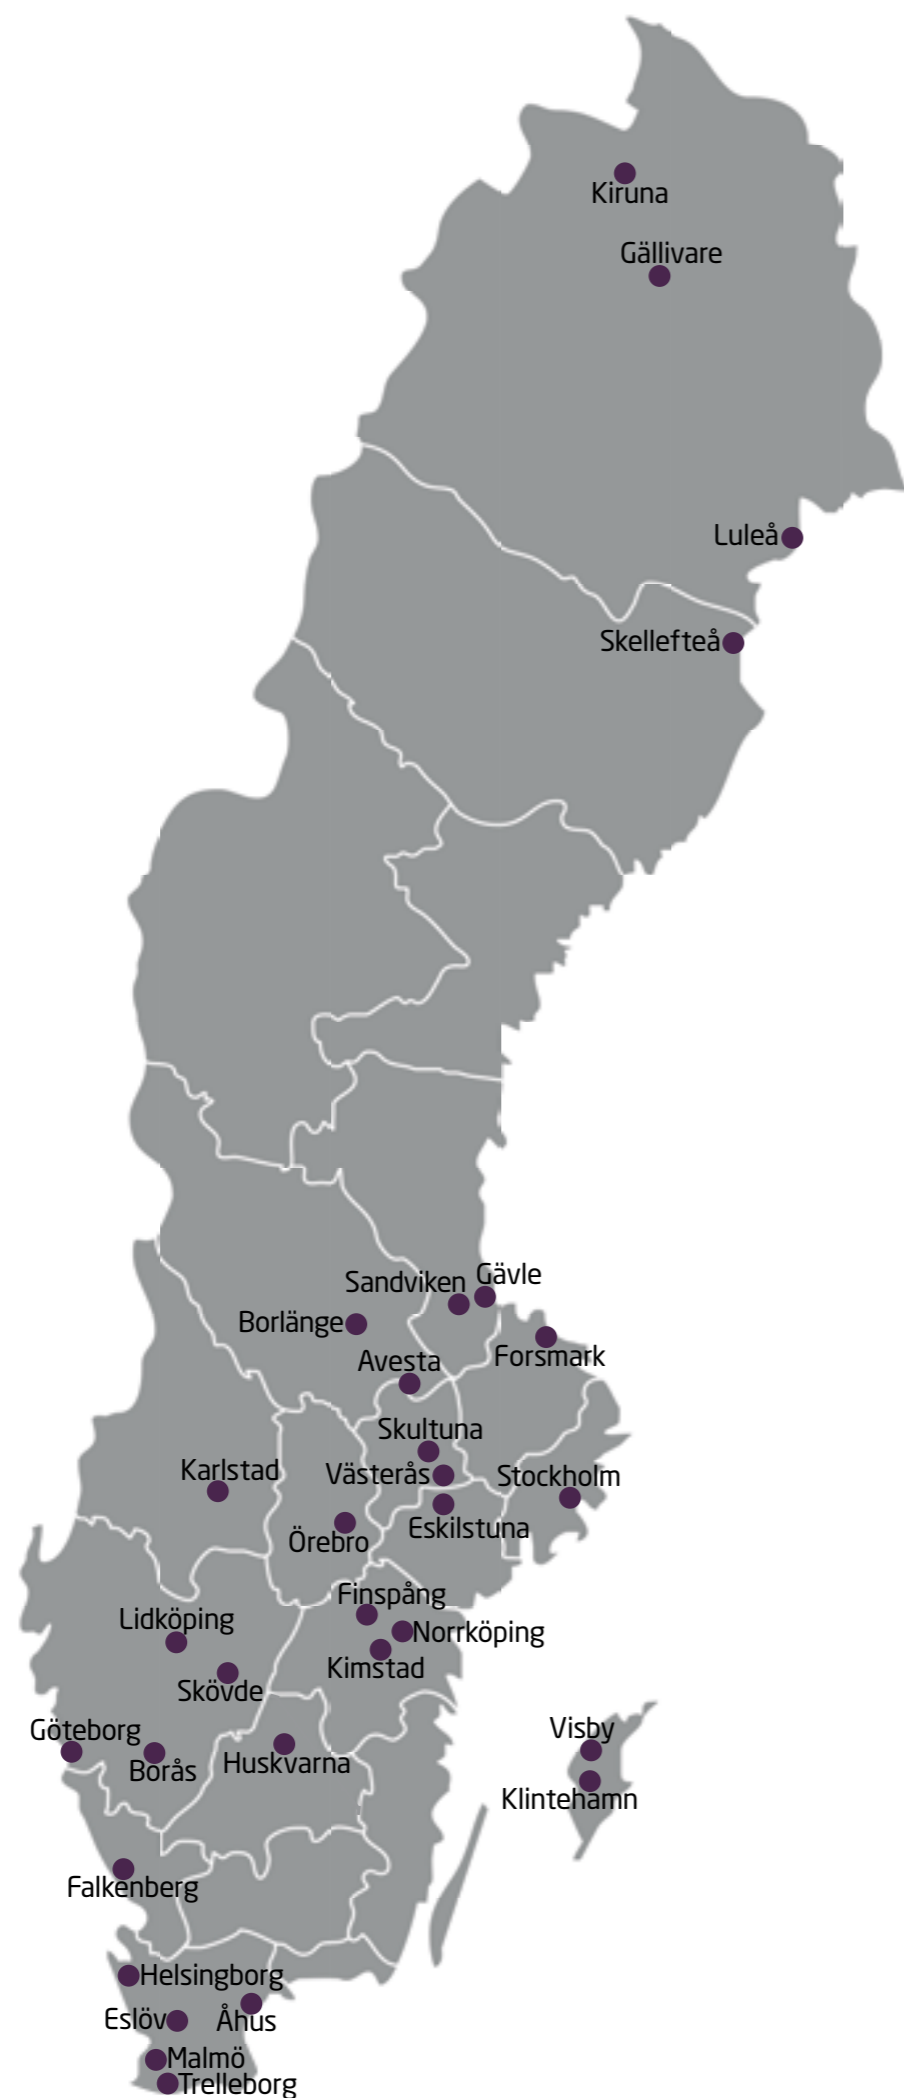 Kiruna
Gällivare
Luleå
Skellefteå
Gävle
Sandviken
Borlänge
Forsmark
Avesta
Skultuna
Karlstad
Västerås
Stockholm
Eskilstuna
Örebro
Finspång
Lidköping
Norrköping
Kimstad
Skövde
Göteborg
Visby
Huskvarna
Borås
Klintehamn
Falkenberg
Helsingborg
Eslöv
Åhus
Malmö
Trelleborg